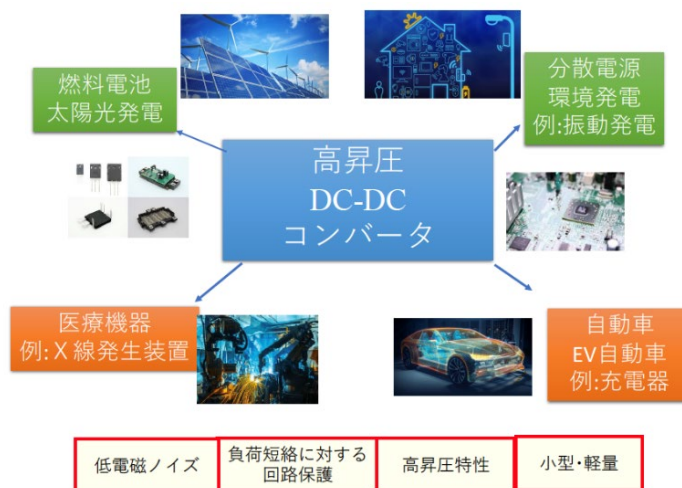 燃料電池
太陽光発電
分散電源
環境発電
例:振動発電
高昇圧
DC-DC
コンバータ
医療機器
例:X線発生装置
自動車
EV自動車
例:充電器
低電磁ノイズ
負荷短絡に対する
回路保護
高昇圧特性
小型・軽量